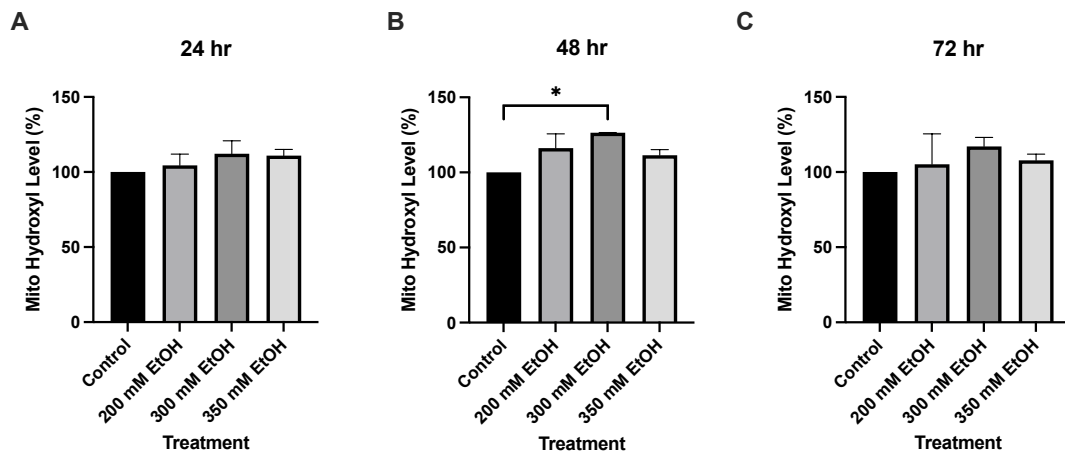 A
24 hr
Mito Hydroxyl Level (%)
150
100
50
0
Control
200 mM EtOH
300 mM EtOH
350 mM EtOH
Treatment
B
48 hr
Mito Hydroxyl Level (%)
150
100
50
0
*
Control
200 mM EtOH
300 mM EtOH
350 mM EtOH
Treatment
C
72 hr
Mito Hydroxyl Level (%)
150
100
50
0
Control
200 mM EtOH
300 mM EtOH
350 mM EtOH
Treatment